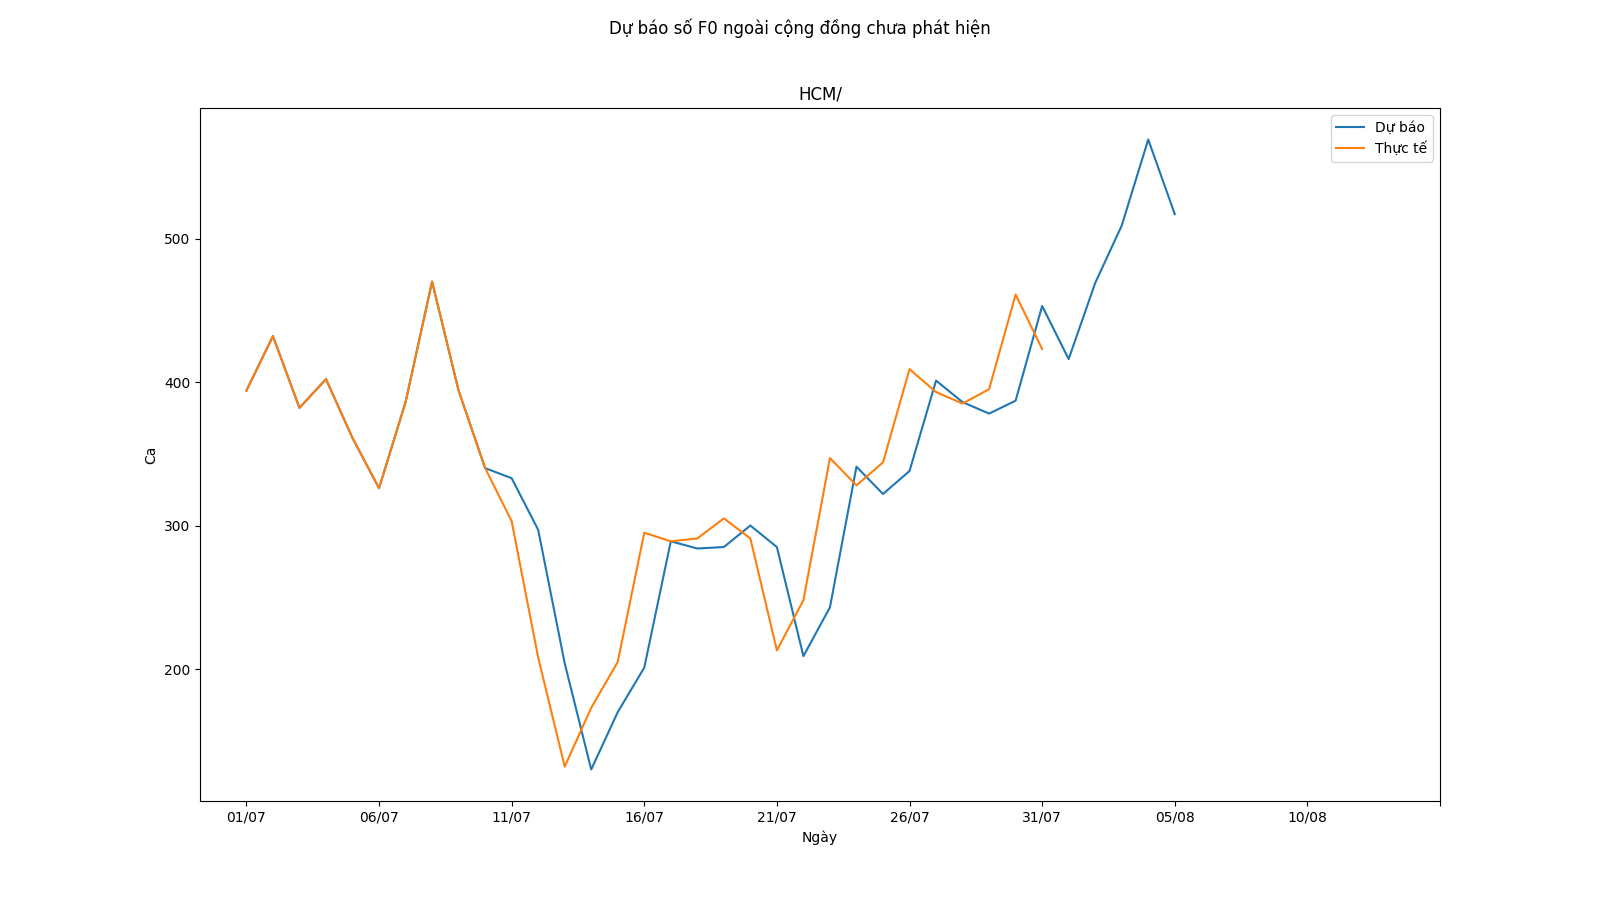 Dự báo số F0 ngoài cộng đồng chưa phát hiện
HCM/
Dự báo
Thực tế
500
400
300
200
Ca
01/07 06/07 11/07 16/07 21/07 26/07 31/07 05/08 10/08
Ngày